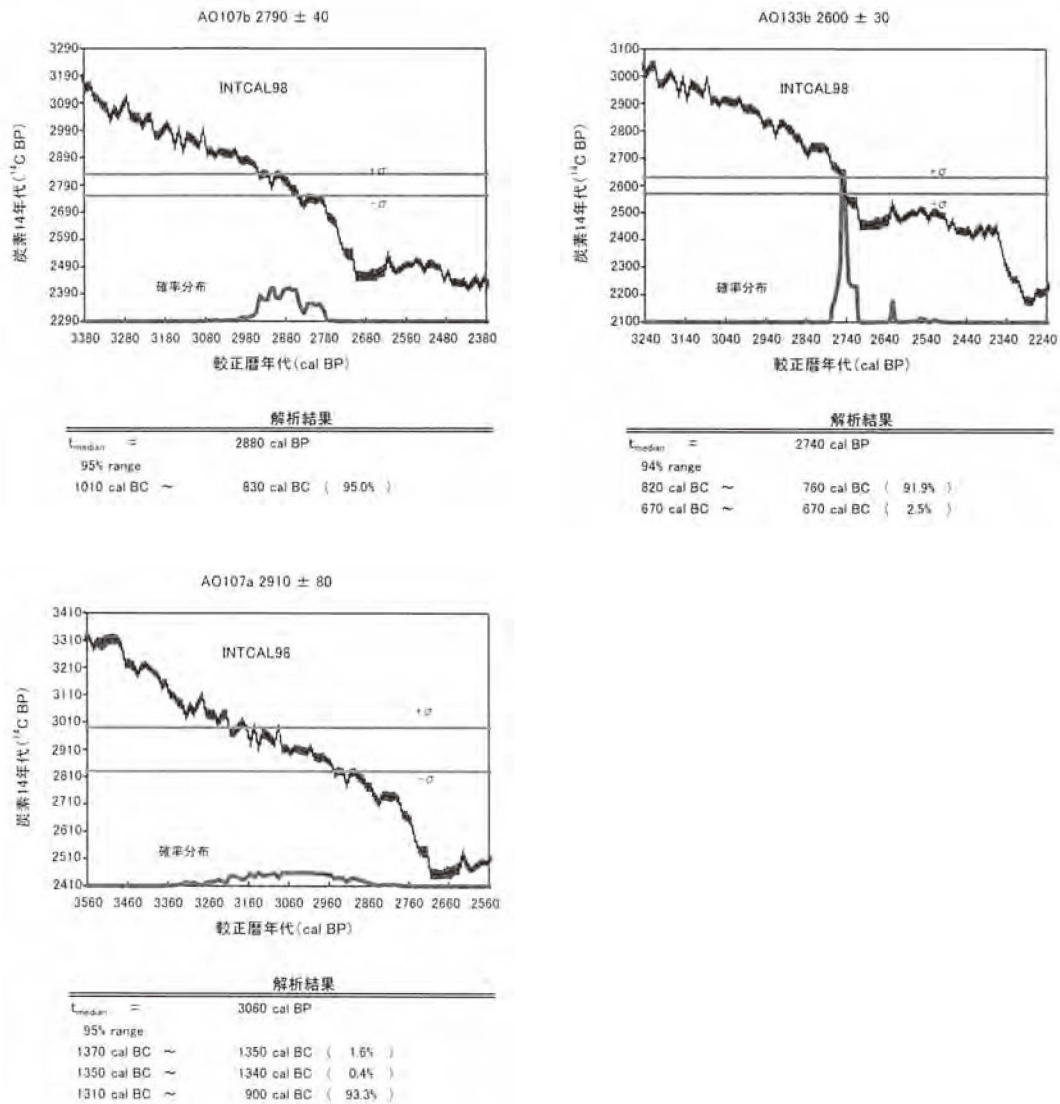 AO107b 2790 ± 40
炭素14年代(¹⁴C BP)
3290
3190
3090
2990
2890
2790
2690
2590
2490
2390
2290
INTCAL98
+σ
−σ
確率分布
3380 3280 3180 3080 2980 2880 2780 2680 2580 2480 2380
較正暦年代(cal BP)
解析結果
tmedian = 2880 cal BP
95% range
1010 cal BC ~ 830 cal BC ( 95.0% )
AO133b 2600 ± 30
炭素14年代(¹⁴C BP)
3100
3000
2900
2800
2700
2600
2500
2400
2300
2200
2100
INTCAL98
+σ
確率分布
3240 3140 3040 2940 2840 2740 2640 2540 2440 2340 2240
較正暦年代(cal BP)
解析結果
tmedian = 2740 cal BP
94% range
820 cal BC ~ 760 cal BC ( 91.9% )
670 cal BC ~ 670 cal BC ( 2.5% )
AO107a 2910 ± 80
炭素14年代(¹⁴C BP)
3410
3310
3210
3110
3010
2910
2810
2710
2610
2510
2410
INTCAL98
+σ
−σ
確率分布
3560 3460 3360 3260 3160 3060 2960 2860 2760 2660 2560
較正暦年代(cal BP)
解析結果
tmedian = 3060 cal BP
95% range
1370 cal BC ~ 1350 cal BC ( 1.6% )
1350 cal BC ~ 1340 cal BC ( 0.4% )
1310 cal BC ~ 900 cal BC ( 93.3% )